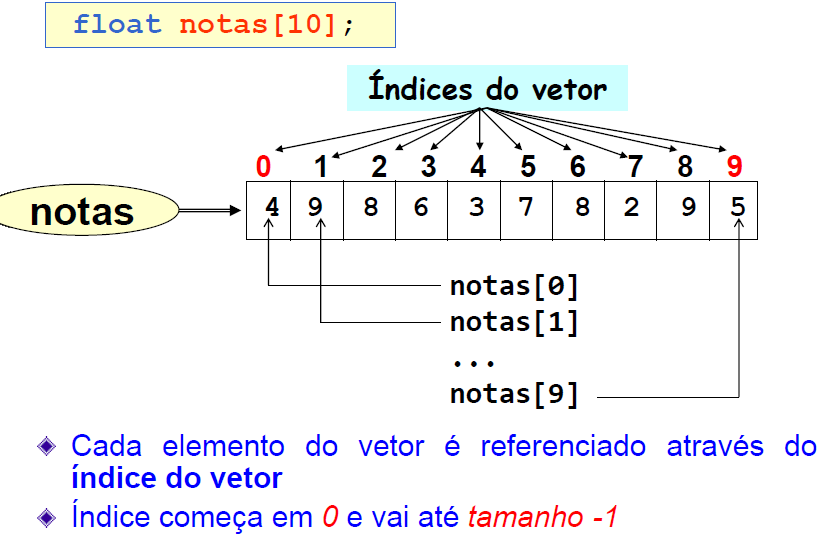 float notas[10];
Índices do vetor
0 1 2 3 4 5 6 7 8 9
notas
4 9 8 6 3 7 8 2 9 5
notas[0]
notas[1]
...
notas[9]
Cada elemento do vetor é referenciado através do
índice do vetor
Índice começa em 0 e vai até tamanho -1